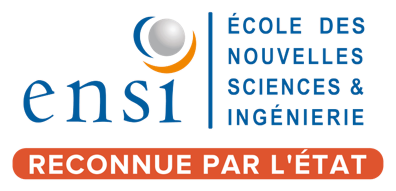 ensi
ÉCOLE DES
NOUVELLES
SCIENCES &
INGÉNIERIE
RECONNUE PAR L'ÉTAT